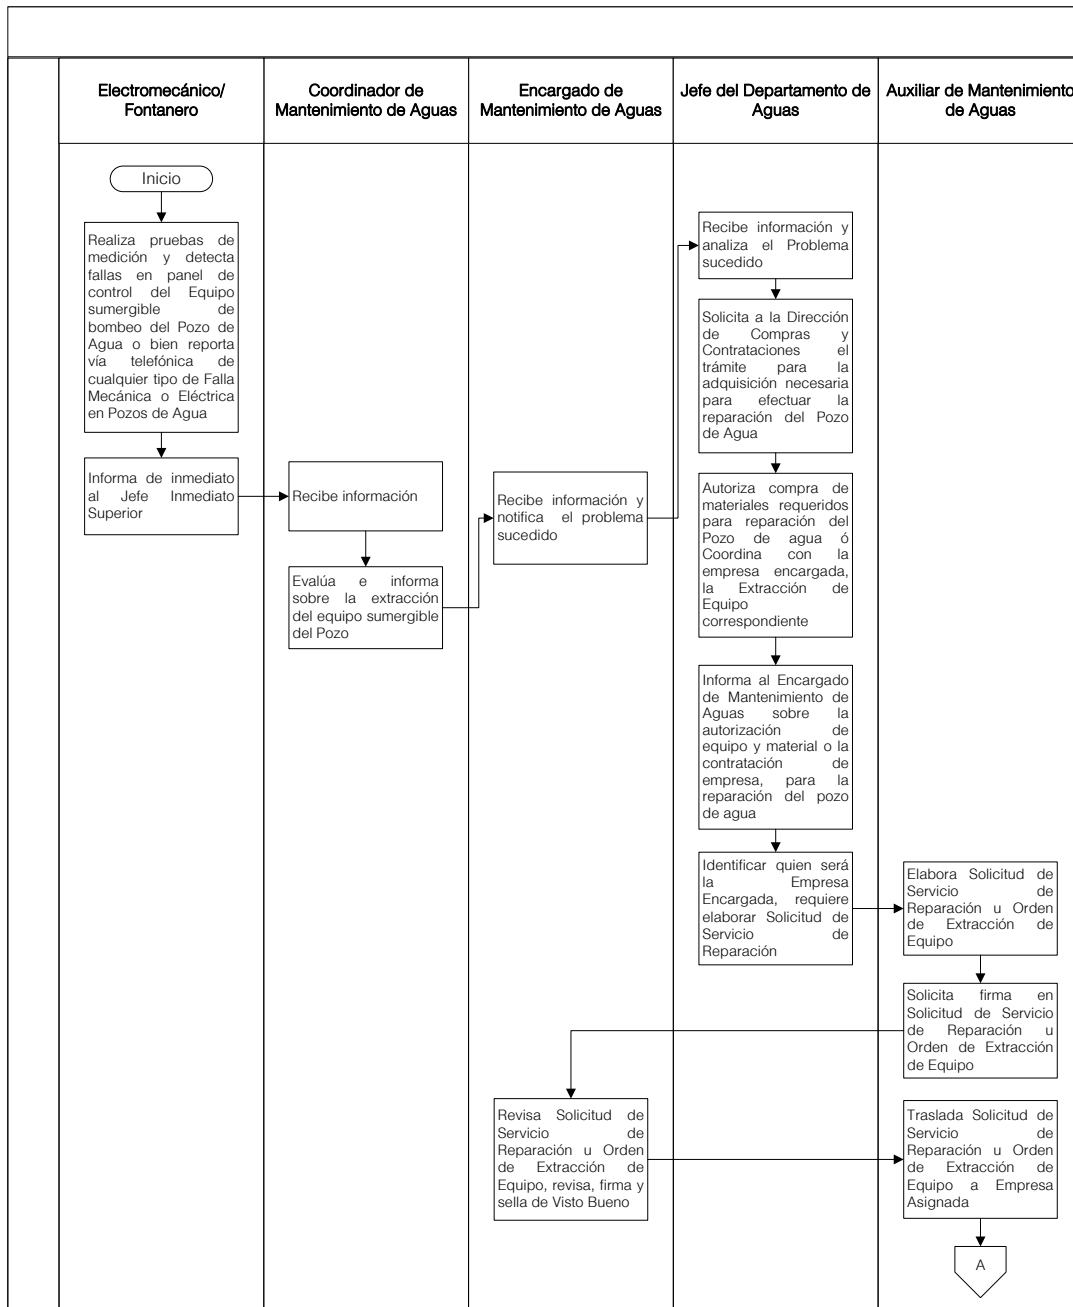 Electromecánico/
Fontanero
Coordinador de
Mantenimiento de Aguas
Encargado de
Mantenimiento de Aguas
Jefe del Departamento de
Aguas
Auxiliar de Mantenimiento
de Aguas
Inicio
Realiza pruebas de
medición y detecta
fallas en panel de
control del Equipo
sumergible de
bombeo del Pozo de
Agua o bien reporta
vía telefónica de
cualquier tipo de Falla
Mecánica o Eléctrica
en Pozos de Agua
Informa de inmediato
al Jefe Inmediato
Superior
Recibe información
Evalúa e informa
sobre la extracción
del equipo sumergible
del Pozo
Recibe información y
notifica el problema
sucedido
Recibe información y
analiza el Problema
sucedido
Solicita a la Dirección
de Compras y
Contrataciones el
trámite para la
adquisición necesaria
para efectuar la
reparación del Pozo
de Agua
Autoriza compra de
materiales requeridos
para reparación del
Pozo de agua ó
Coordina con la
empresa encargada,
la Extracción de
Equipo
correspondiente
Informa al Encargado
de Mantenimiento de
Aguas sobre la
autorización de
equipo y material o la
contratación de
empresa, para la
reparación del pozo
de agua
Identificar quien será
la Empresa
Encargada, requiere
elaborar Solicitud de
Servicio de
Reparación
Elabora Solicitud de
Servicio de
Reparación u Orden
de Extracción de
Equipo
Solicita firma en
Solicitud de Servicio
de Reparación u
Orden de Extracción
de Equipo
Revisa Solicitud de
Servicio de
Reparación u Orden
de Extracción de
Equipo, revisa, firma y
sella de Visto Bueno
Traslada Solicitud de
Servicio de
Reparación u Orden
de Extracción de
Equipo a Empresa
Asignada
A